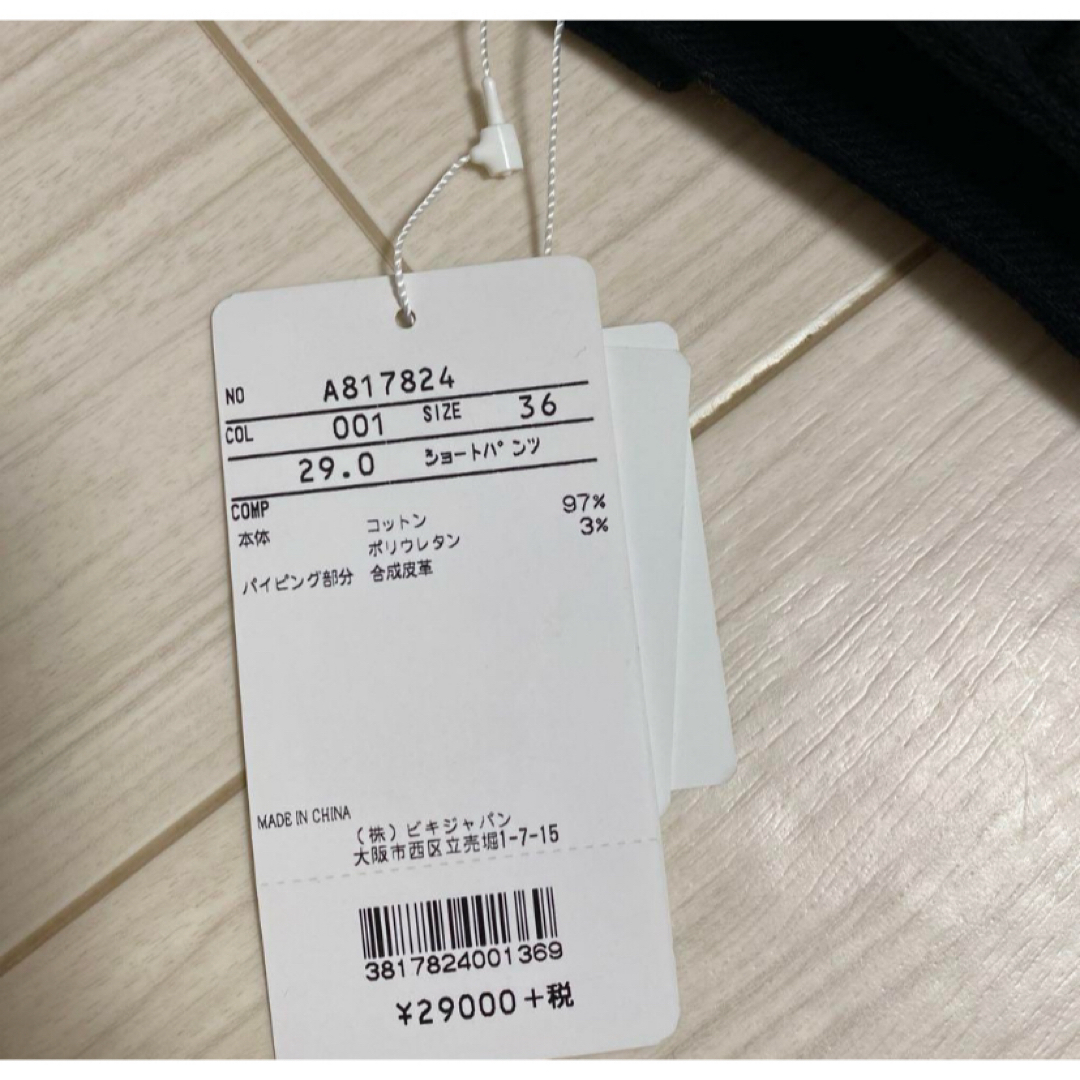 NO A817824
COL 001 SIZE 36
29.0 ショートパンツ
COMP
本体 コットン 97%
ポリウレタン 3%
パイピング部分 合成皮革
MADE IN CHINA
(株)ビキジャパン
大阪市西区立売堀1-7-15
3817824001369
¥29000+税